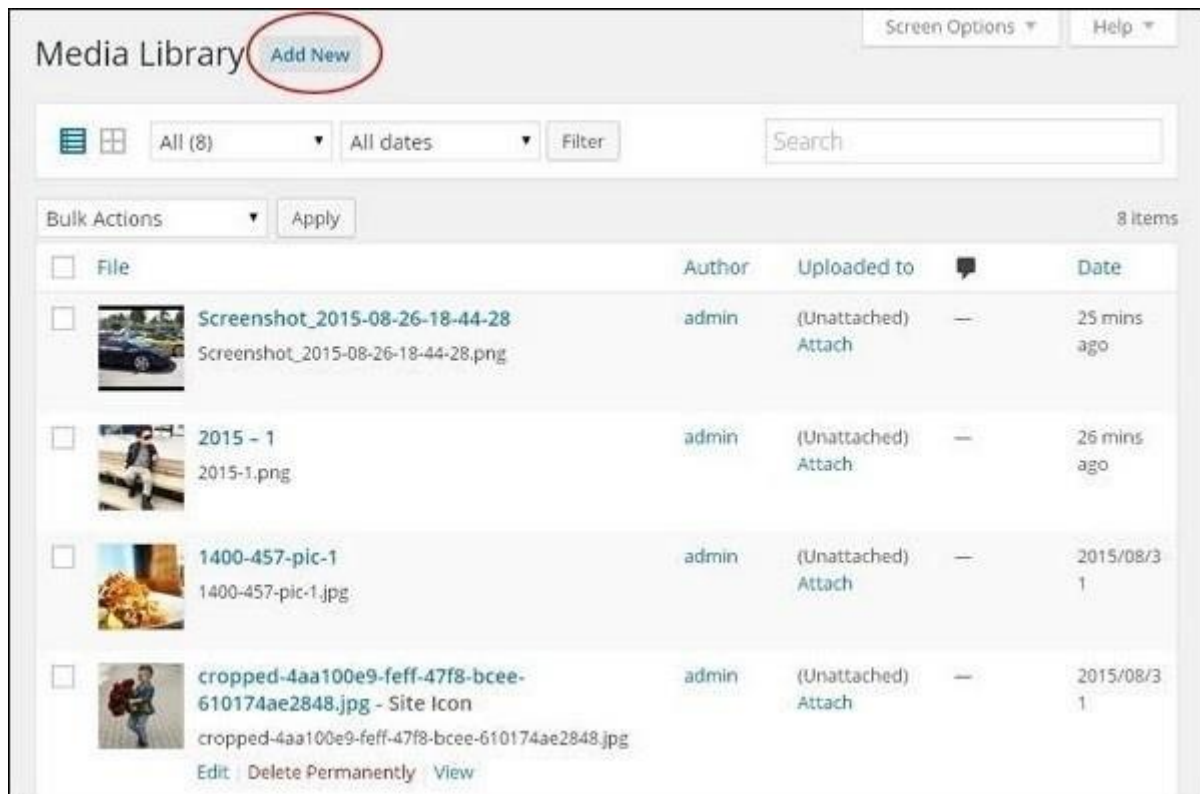 Screen Options Help
Media Library Add New
All (8) All dates Filter Search
Bulk Actions Apply 8 items
File Author Uploaded to Date
Screenshot_2015-08-26-18-44-28 admin (Unattached) — 25 mins
Screenshot_2015-08-26-18-44-28.png Attach ago
2015 – 1 admin (Unattached) — 26 mins
2015-1.png Attach ago
1400-457-pic-1 admin (Unattached) — 2015/08/3
1400-457-pic-1.jpg Attach 1
cropped-4aa100e9-feff-47f8-bcee- admin (Unattached) — 2015/08/3
610174ae2848.jpg - Site Icon Attach 1
cropped-4aa100e9-feff-47f8-bcee-610174ae2848.jpg
Edit | Delete Permanently | View